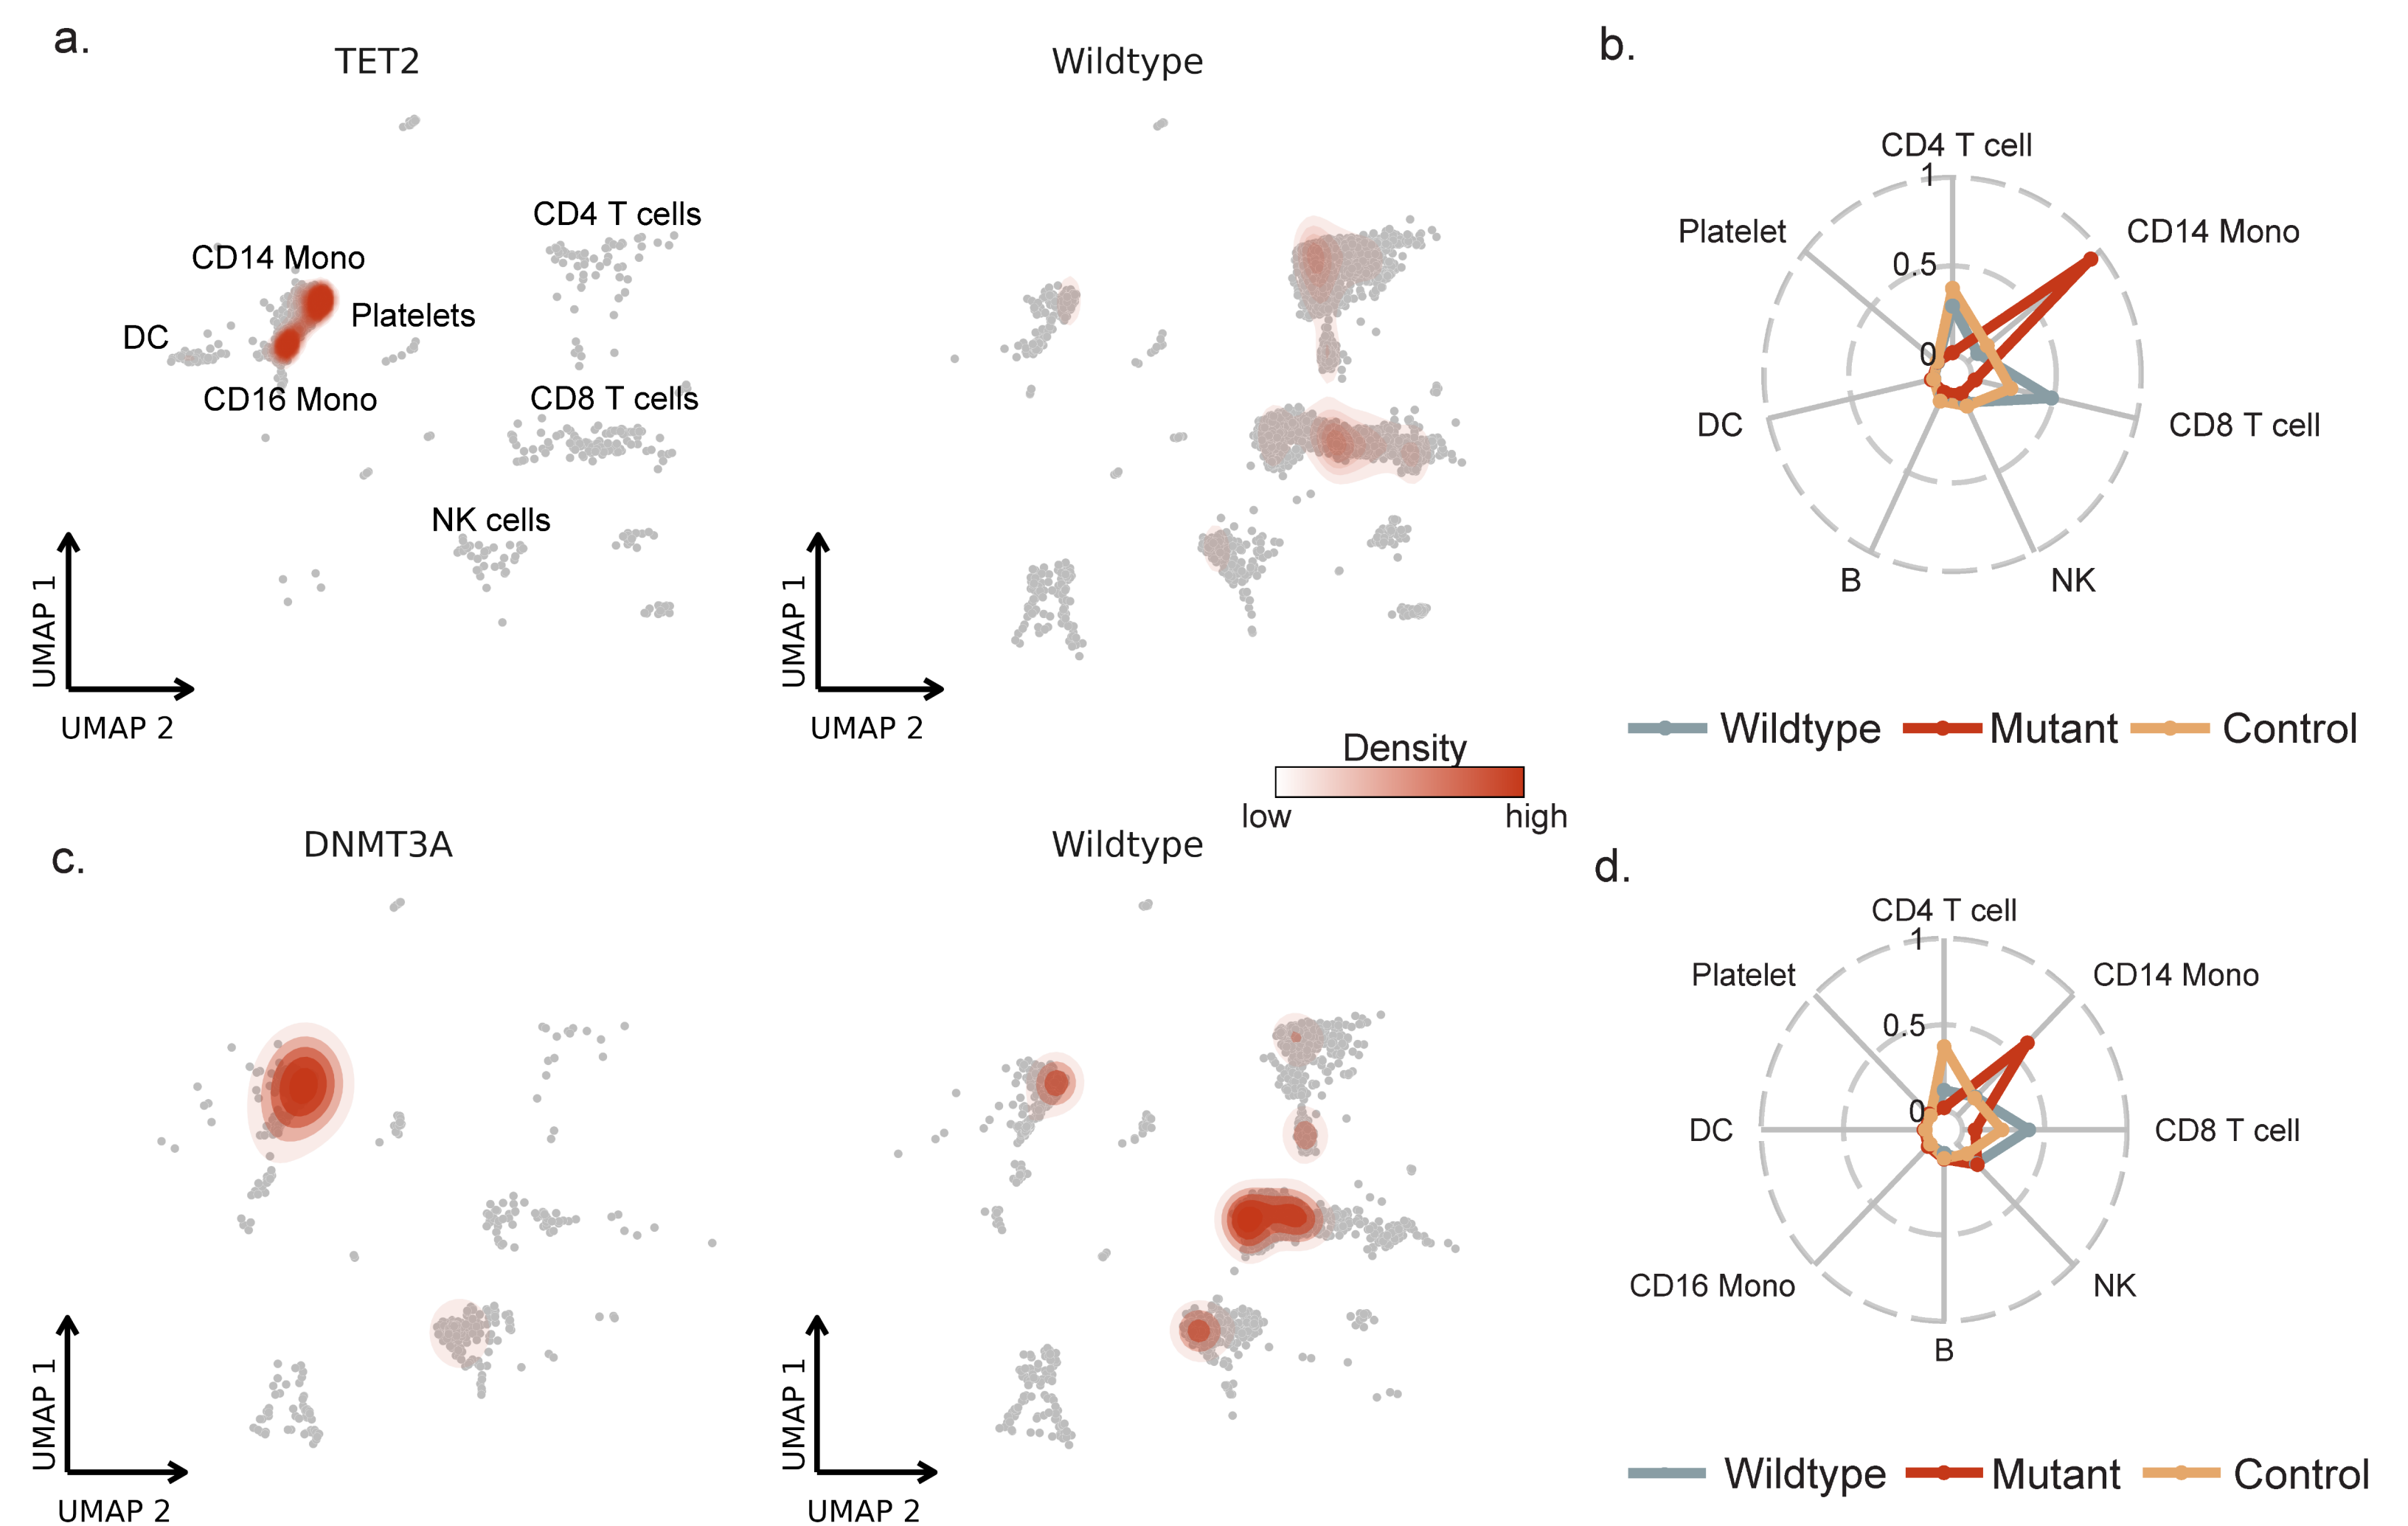 a.
TET2
Wildtype
CD4 T cells
CD14 Mono
Platelets
DC
CD16 Mono
CD8 T cells
NK cells
UMAP 1
UMAP 2
UMAP 1
UMAP 2
b.
CD4 T cell
1
CD14 Mono
Platelet
0.5
0
DC
CD8 T cell
B
NK
Wildtype
Mutant
Control
Density
low
high
c.
DNMT3A
Wildtype
UMAP 1
UMAP 2
UMAP 1
UMAP 2
d.
CD4 T cell
1
Platelet
CD14 Mono
0.5
0
DC
CD8 T cell
CD16 Mono
NK
B
Wildtype
Mutant
Control